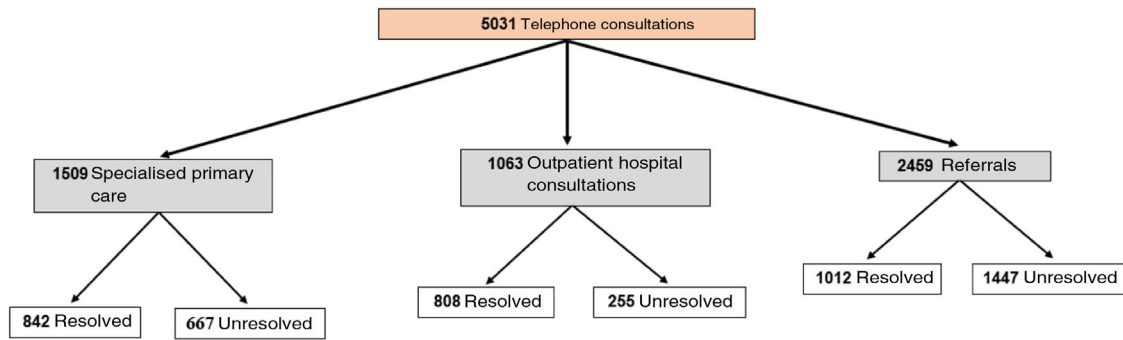 5031 Telephone consultations
1509 Specialised primary
care
1063 Outpatient hospital
consultations
2459 Referrals
842 Resolved
667 Unresolved
808 Resolved
255 Unresolved
1012 Resolved
1447 Unresolved